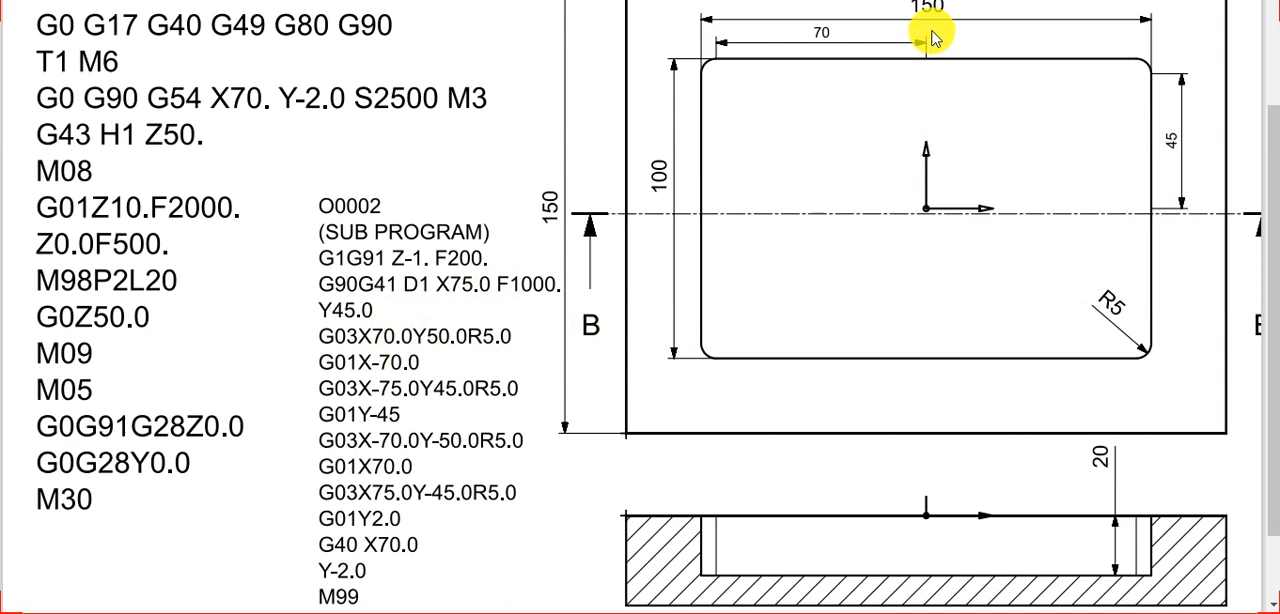 G0 G17 G40 G49 G80 G90
T1 M6
G0 G90 G54 X70. Y-2.0 S2500 M3
G43 H1 Z50.
M08
G01Z10.F2000.
Z0.0F500.
M98P2L20
G0Z50.0
M09
M05
G0G91G28Z0.0
G0G28Y0.0
M30
O0002
(SUB PROGRAM)
G1G91 Z-1. F200.
G90G41 D1 X75.0 F1000.
Y45.0
G03X70.0Y50.0R5.0
G01X-70.0
G03X-75.0Y45.0R5.0
G01Y-45
G03X-70.0Y-50.0R5.0
G01X70.0
G03X75.0Y-45.0R5.0
G01Y2.0
G40 X70.0
Y-2.0
M99
150
70
45
100
150
R5
B
20